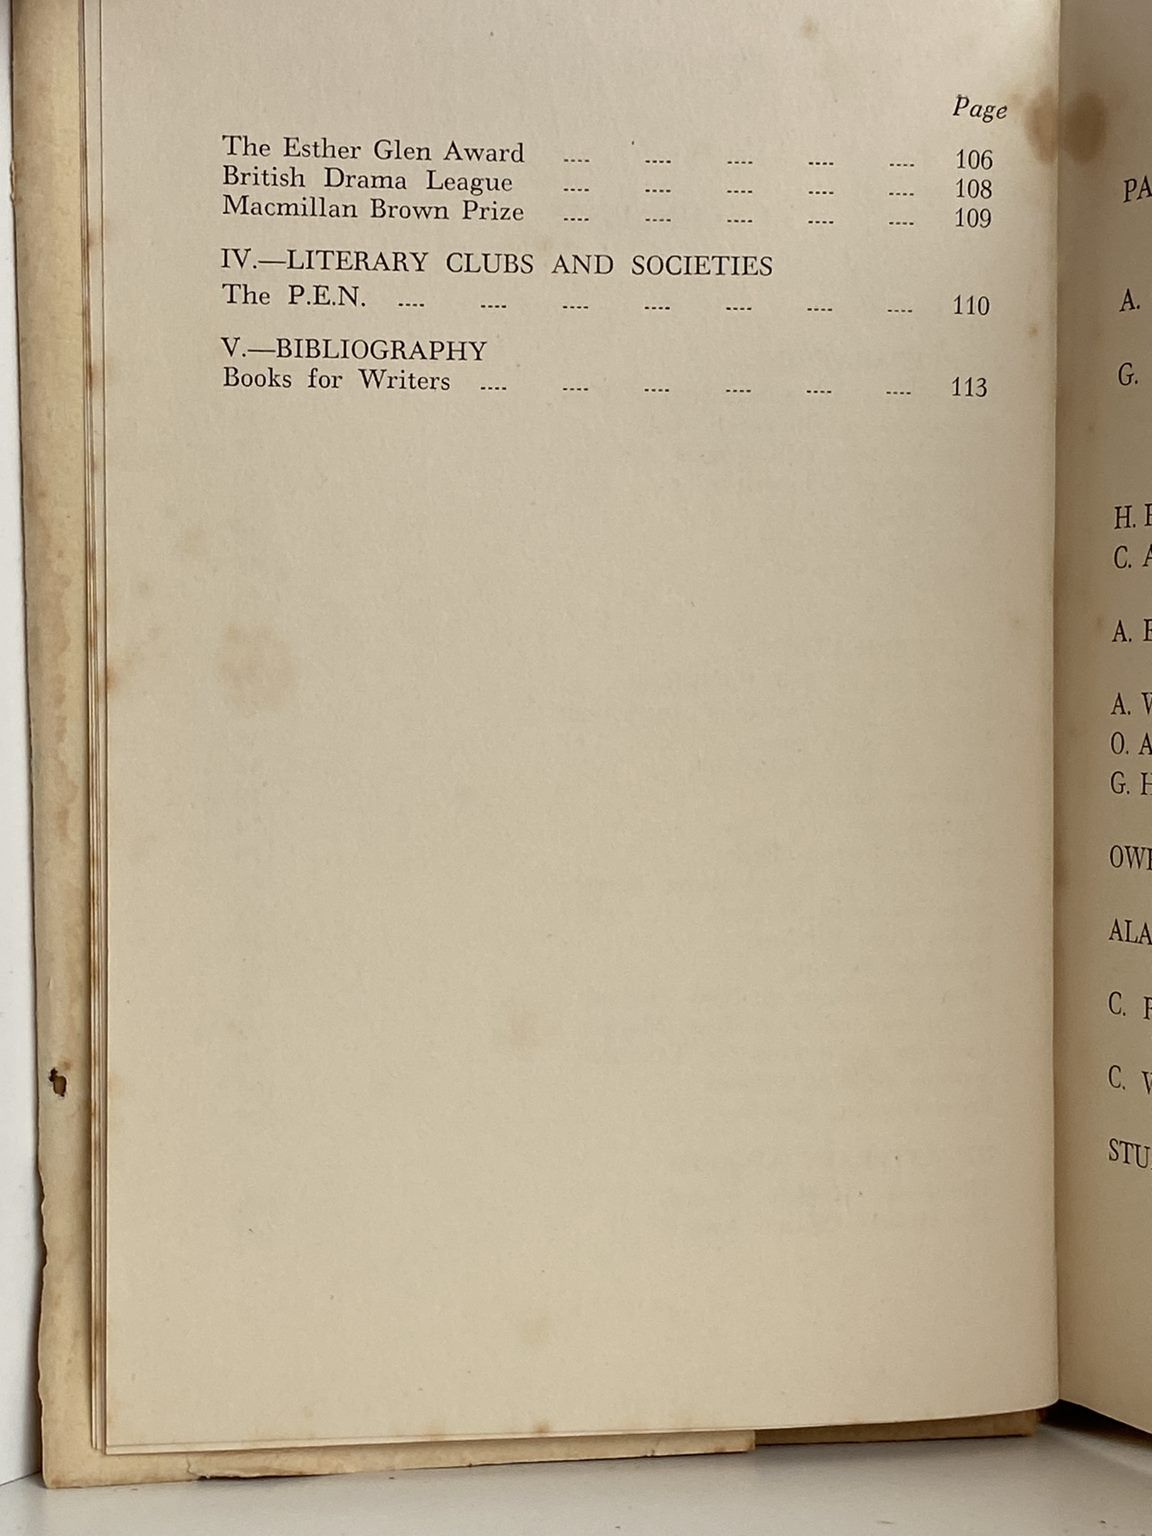 Page
The Esther Glen Award .... .... .... .... .... 106
British Drama League .... .... .... .... .... 108
Macmillan Brown Prize .... .... .... .... .... 109
IV.—LITERARY CLUBS AND SOCIETIES
The P.E.N. .... .... .... .... .... .... .... 110
V.—BIBLIOGRAPHY
Books for Writers .... .... .... .... .... .... 113
A.
G.
H.
C.
A.
A.
O.
G.
C.
C.